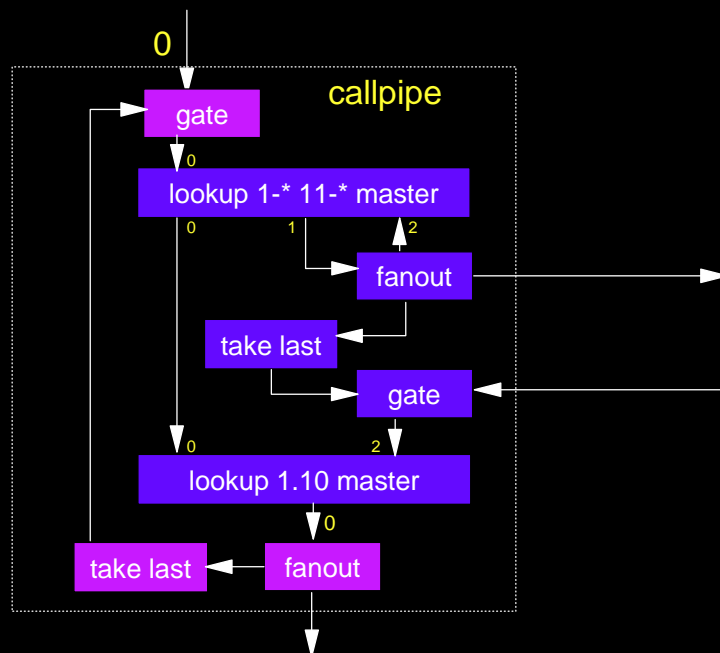 0
callpipe
gate
0
lookup 1-* 11-* master
0 1 2
fanout
take last
gate
0 2
lookup 1.10 master
0
take last fanout